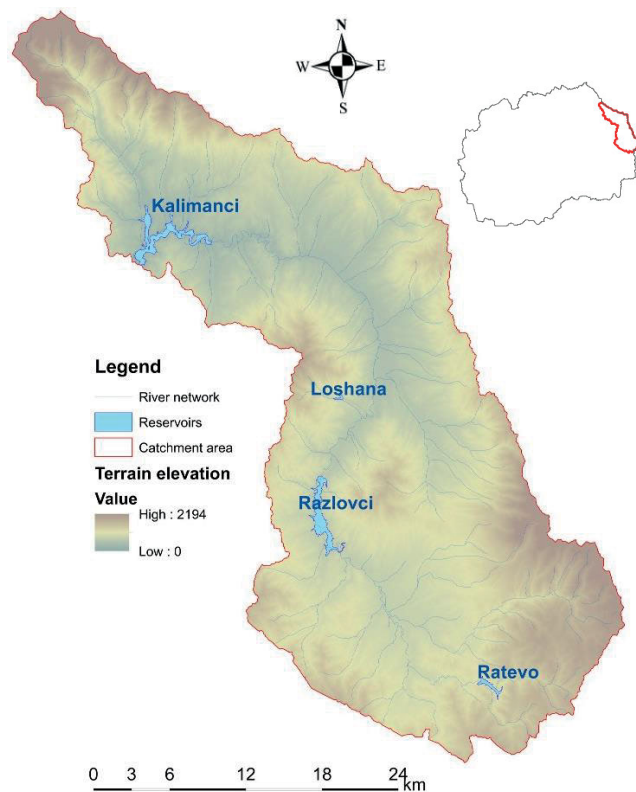 N
W E
S
Kalimanci
Legend
River network
Reservoirs
Catchment area
Terrain elevation
Value
High : 2194
Low : 0
Loshana
Razlovci
Ratevo
0 3 6 12 18 24
km